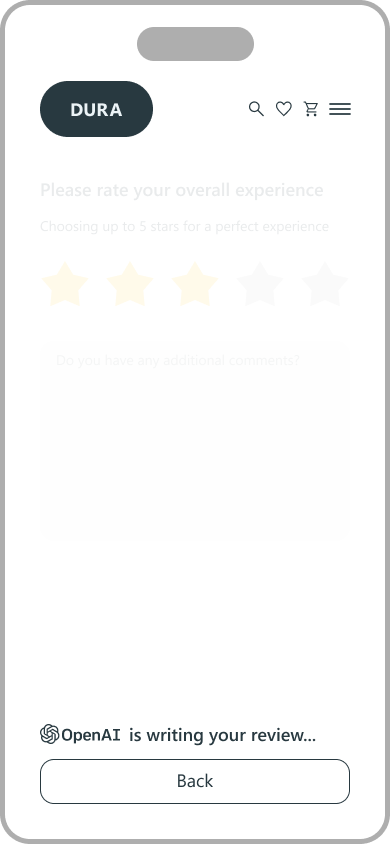 DURA
Please rate your overall experience
Choosing up to 5 stars for a perfect experience
Do you have any additional comments?
OpenAI is writing your review...
Back